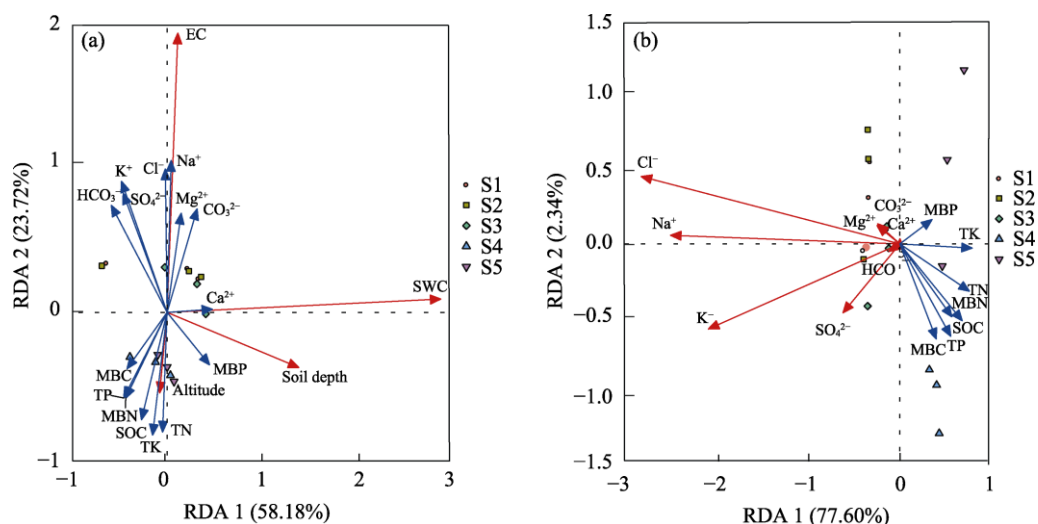 (a)
EC
2
1
0
−1
RDA 2 (23.72%)
K⁺
Cl⁻
Na⁺
HCO₃⁻
SO₄²⁻
Mg²⁺
CO₃²⁻
Ca²⁺
SWC
MBC
MBP
Soil depth
TP
Altitude
MBN
SOC
TN
TK
−1
0
1
2
3
RDA 1 (58.18%)
S1
S2
S3
S4
S5
(b)
1.5
1.0
0.5
0.0
−0.5
−1.0
−1.5
RDA 2 (2.34%)
Cl⁻
Na⁺
Mg²⁺
CO₃²⁻
Ca²⁺
MBP
TK
HCO
TN
MBN
K⁻
SO₄²⁻
SOC
MBC
TP
−3
−2
−1
0
1
RDA 1 (77.60%)
S1
S2
S3
S4
S5